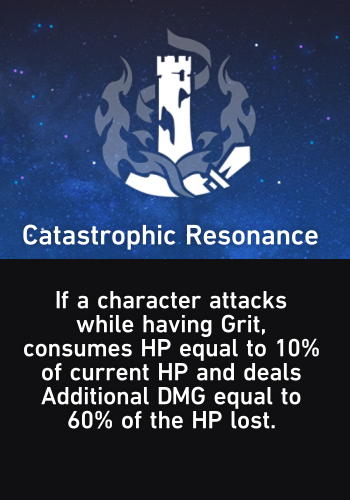 Catastrophic Resonance
If a character attacks
while having Grit,
consumes HP equal to 10%
of current HP and deals
Additional DMG equal to
60% of the HP lost.